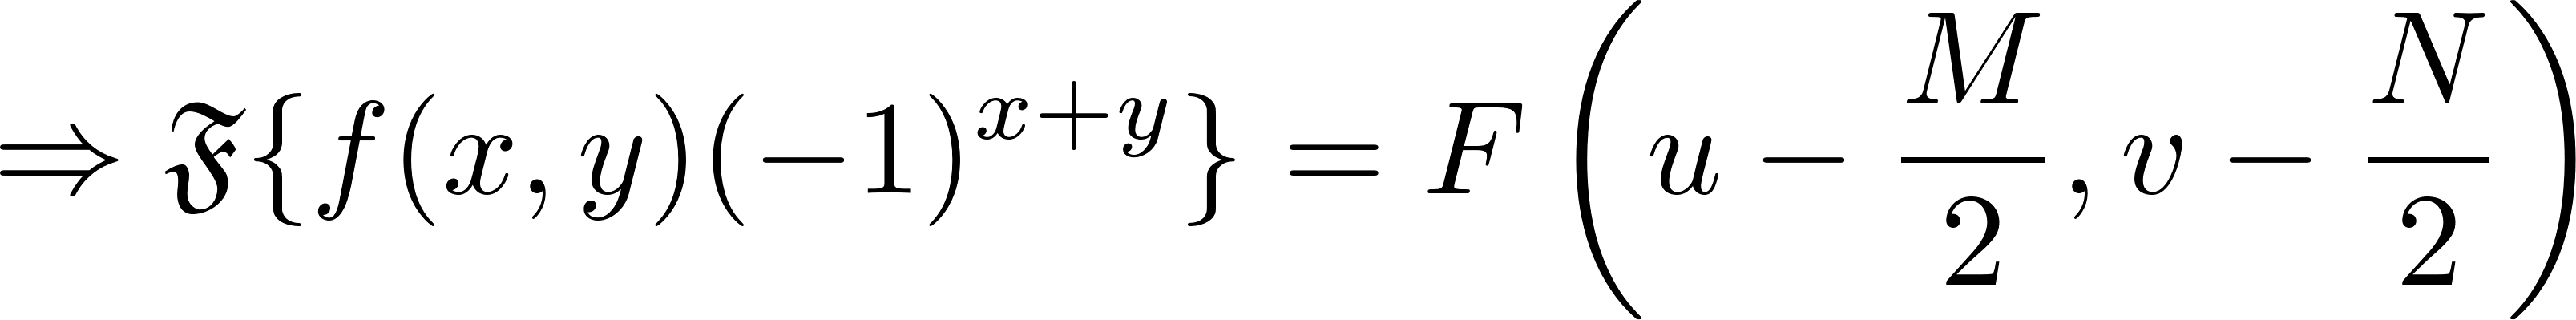 ⇒ 𝔉{f(x, y)(−1)^{x+y}} = F(u − M/2, v − N/2)